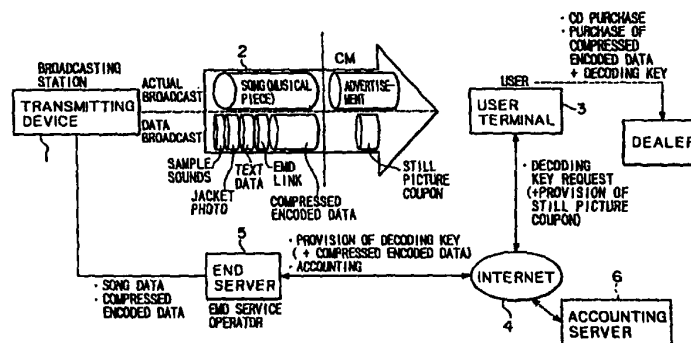 BROADCASTING
STATION
TRANSMITTING
DEVICE
1
ACTUAL
BROADCAST
DATA
BROADCAST
2
SONG(MUSICAL
PIECE)
CM
ADVERTISE-
MENT
SAMPLE
SOUNDS
JACKET
PHOTO
TEXT
DATA
EMD
LINK
COMPRESSED
ENCODED DATA
STILL
PICTURE
COUPON
· CD PURCHASE
· PURCHASE OF
COMPRESSED
ENCODED DATA
+ DECODING KEY
USER
USER
TERMINAL
3
DEALER
· DECODING
KEY REQUEST
(+PROVISION OF
STILL PICTURE
COUPON)
5
END
SERVER
EMD SERVICE
OPERATOR
· SONG DATA
· COMPRESSED
ENCODED DATA
· PROVISION OF DECODING KEY
( + COMPRESSED ENCODED DATA)
· ACCOUNTING
INTERNET
4
6
ACCOUNTING
SERVER